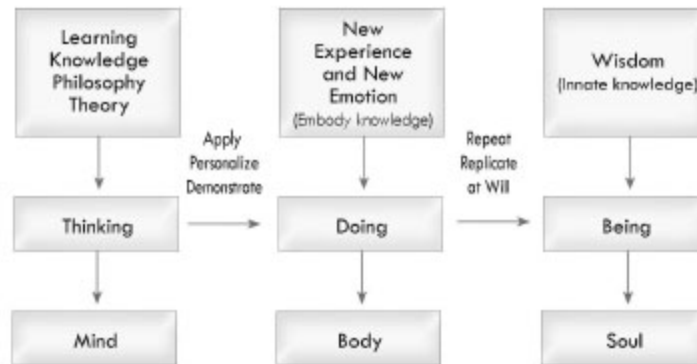 Learning
Knowledge
Philosophy
Theory
New
Experience
and New
Emotion
(Embody knowledge)
Wisdom
(Innate knowledge)
Apply
Personalize
Demonstrate
Repeat
Replicate
at Will
Thinking
Doing
Being
Mind
Body
Soul